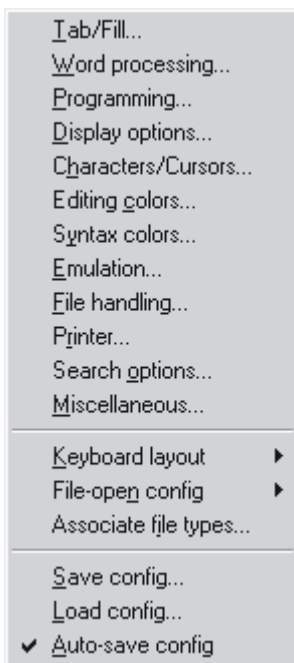 Tab/Fill...
Word processing...
Programming...
Display options...
Characters/Cursors...
Editing colors...
Syntax colors...
Emulation...
File handling...
Printer...
Search options...
Miscellaneous...
Keyboard layout
File-open config
Associate file types...
Save config...
Load config...
Auto-save config